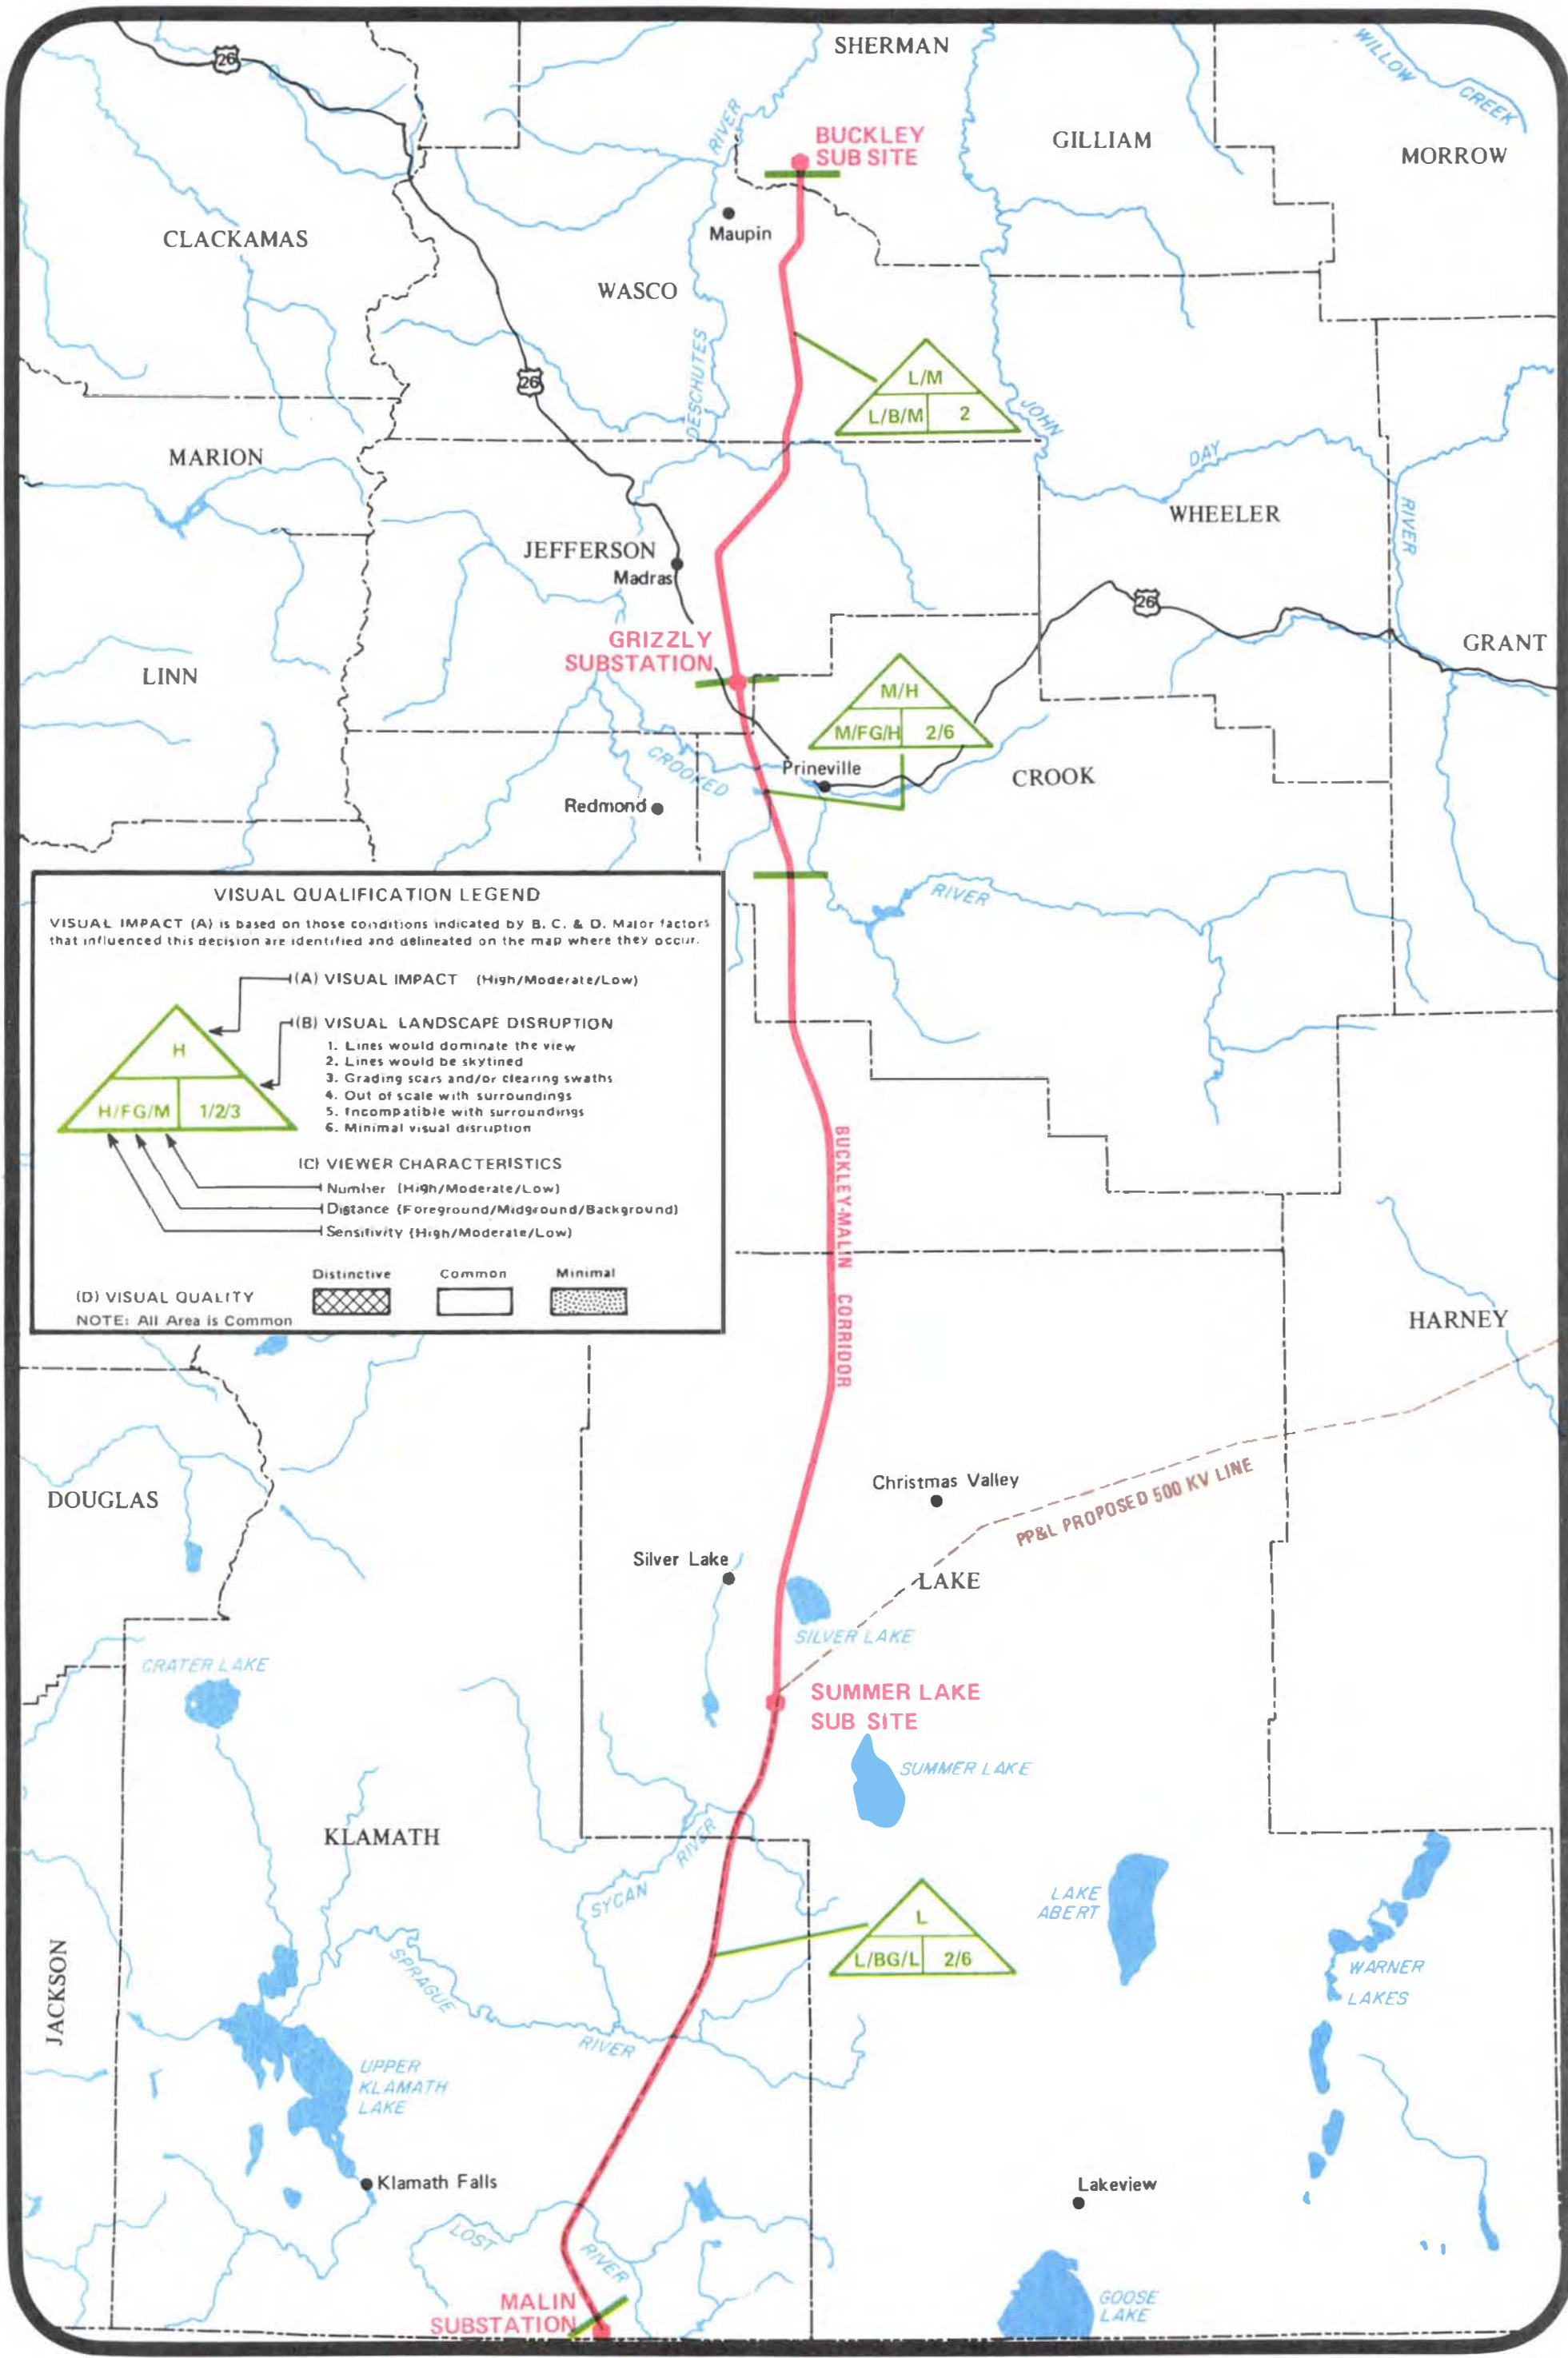 SHERMAN
WILLOW
CREEK
26
RIVER
BUCKLEY
SUB SITE
GILLIAM
MORROW
CLACKAMAS
Maupin
WASCO
26
DESCHUTES
L/M
L/B/M 2
JOHN
DAY
RIVER
MARION
WHEELER
JEFFERSON
Madras
26
GRIZZLY
SUBSTATION
GRANT
LINN
M/H
M/FG/H 2/6
CROOKED
Prineville
CROOK
Redmond
RIVER
VISUAL QUALIFICATION LEGEND
VISUAL IMPACT (A) is based on those conditions indicated by B. C. & D. Major factors
that influenced this decision are identified and delineated on the map where they occur.
(A) VISUAL IMPACT (High/Moderate/Low)
(B) VISUAL LANDSCAPE DISRUPTION
1. Lines would dominate the view
2. Lines would be skylined
3. Grading scars and/or clearing swaths
4. Out of scale with surroundings
5. Incompatible with surroundings
6. Minimal visual disruption
H
H/FG/M 1/2/3
(C) VIEWER CHARACTERISTICS
Number (High/Moderate/Low)
Distance (Foreground/Midground/Background)
Sensitivity (High/Moderate/Low)
Distinctive Common Minimal
(D) VISUAL QUALITY
NOTE: All Area is Common
BUCKLEY-MALIN CORRIDOR
HARNEY
DOUGLAS
Christmas Valley
PP&L PROPOSED 500 KV LINE
Silver Lake
LAKE
SILVER LAKE
CRATER LAKE
SUMMER LAKE
SUB SITE
SUMMER LAKE
KLAMATH
RIVER
SYCAN
LAKE
ABERT
L
L/BG/L 2/6
JACKSON
SPRAGUE
RIVER
WARNER
LAKES
UPPER
KLAMATH
LAKE
Klamath Falls
Lakeview
LOST
RIVER
MALIN
SUBSTATION
GOOSE
LAKE